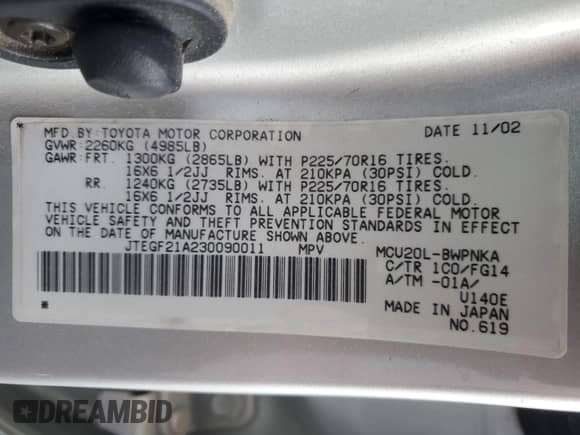 MFD.BY:TOYOTA MOTOR CORPORATION DATE 11/02
GVWR:2260KG (4985LB)
GAWR:FRT. 1300KG (2865LB) WITH P225/70R16 TIRES.
16X6 1/2JJ RIMS. AT 210KPA (30PSI) COLD.
RR. 1240KG (2735LB) WITH P225/70R16 TIRES.
16X6 1/2JJ RIMS. AT 210KPA (30PSI) COLD.
THIS VEHICLE CONFORMS TO ALL APPLICABLE FEDERAL MOTOR
VEHICLE SAFETY AND THEFT PREVENTION STANDARDS IN EFFECT
ON THE DATE OF MANUFACTURE SHOWN ABOVE.
JTEGF21A230090011 MPV MCU20L-BWPNKA
C/TR 1C0/FG14
A/TM -01A/
U140E
MADE IN JAPAN
NO.619
DREAMBID